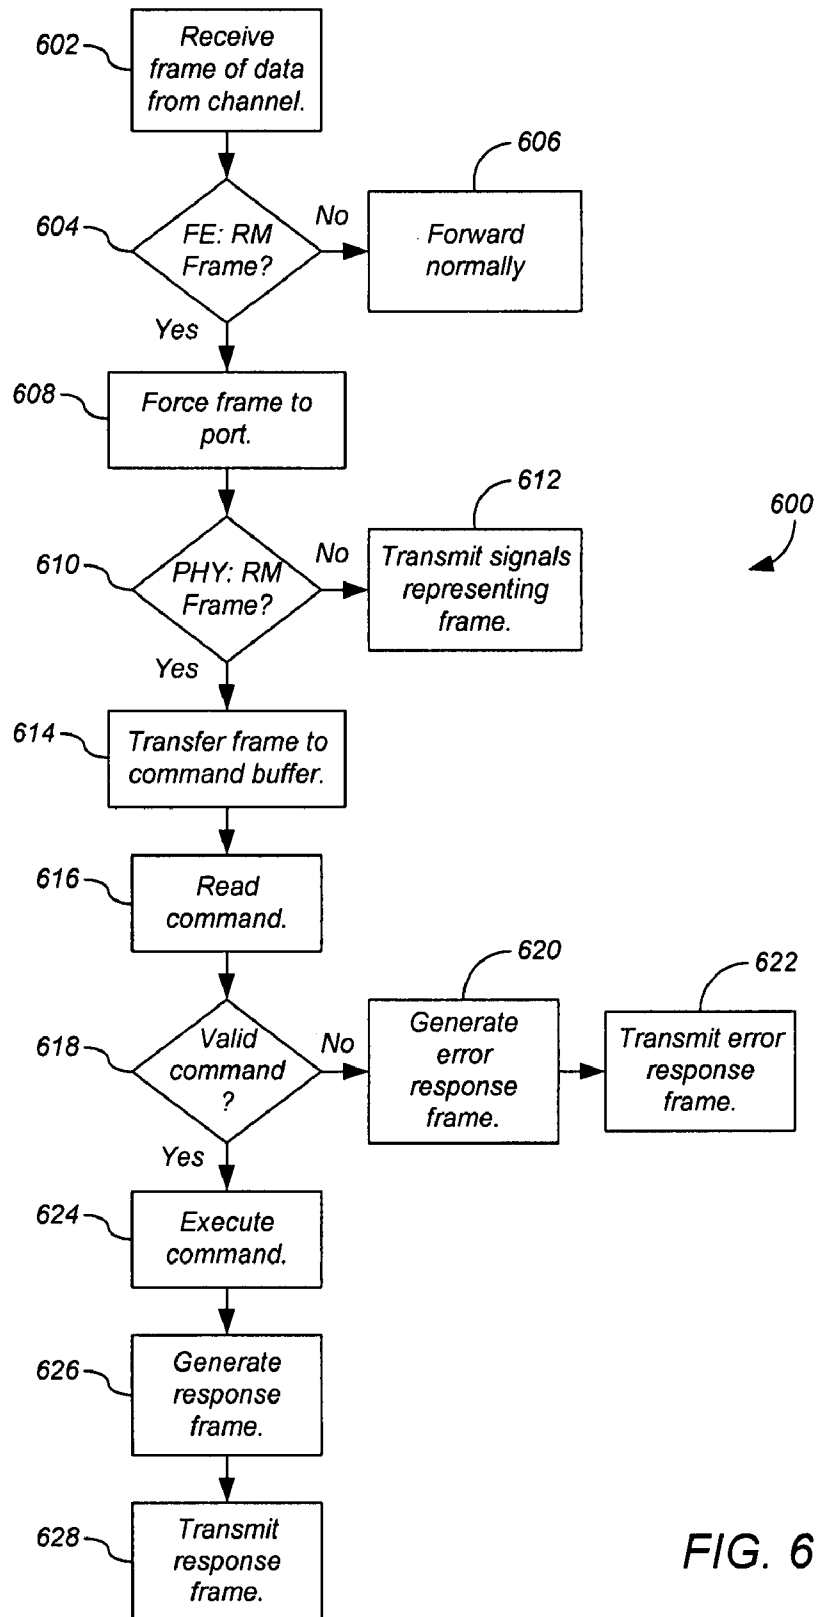 602
Receive
frame of data
from channel.
606
604
FE: RM
Frame?
No
Forward
normally
Yes
608
Force frame to
port.
612
600
610
PHY: RM
Frame?
No
Transmit signals
representing
frame.
Yes
614
Transfer frame to
command buffer.
616
Read
command.
620
622
618
Valid
command
?
No
Generate
error
response
frame.
Transmit error
response
frame.
Yes
624
Execute
command.
626
Generate
response
frame.
628
Transmit
response
frame.
FIG. 6